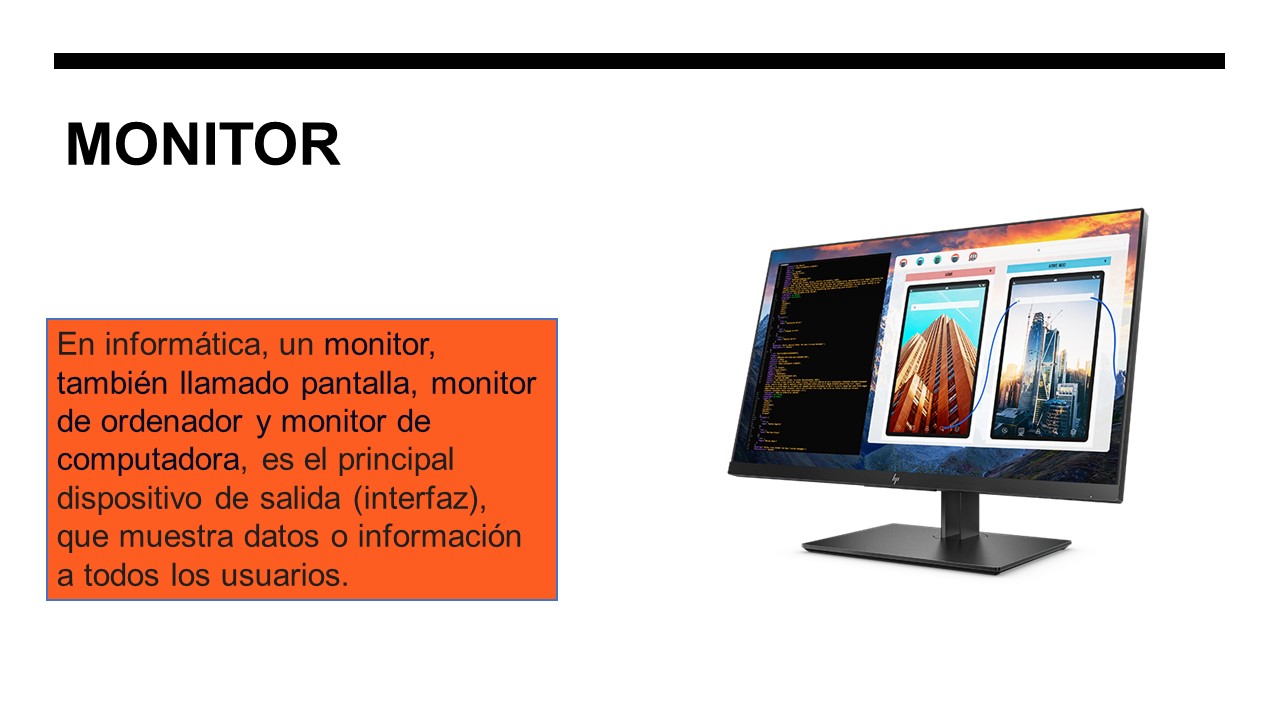 MONITOR
En informática, un monitor,
también llamado pantalla, monitor
de ordenador y monitor de
computadora, es el principal
dispositivo de salida (interfaz),
que muestra datos o información
a todos los usuarios.
hp